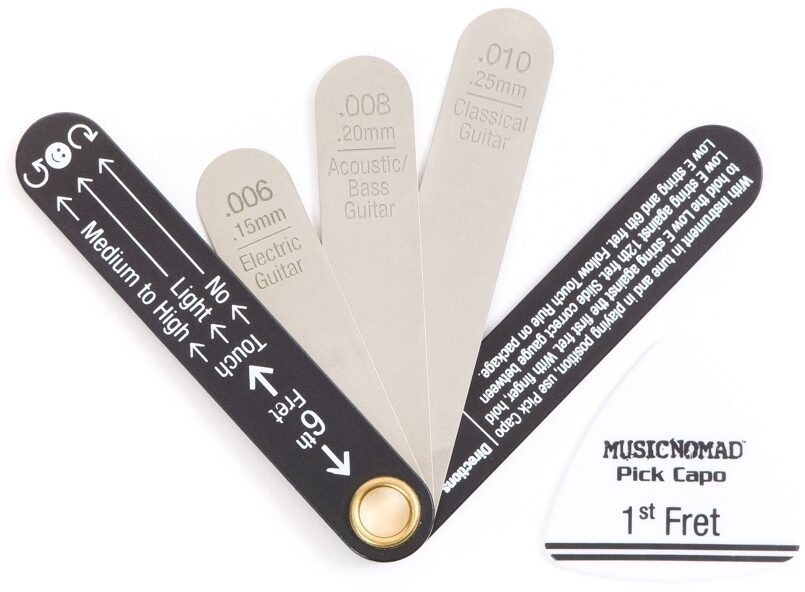 No
Light
Medium to High
Touch
6th
Fret
.006
.15mm
Electric
Guitar
.008
.20mm
Acoustic/
Bass
Guitar
.010
.25mm
Classical
Guitar
Directions
With instrument in tune and in playing position, use Pick Capo
to hold the Low E string against the first fret. With finger, hold
Low E string against 12th fret. Slide correct gauge between
Low E string and 6th fret. Follow Touch Rule on package.
MUSICNOMAD
Pick Capo
1st Fret